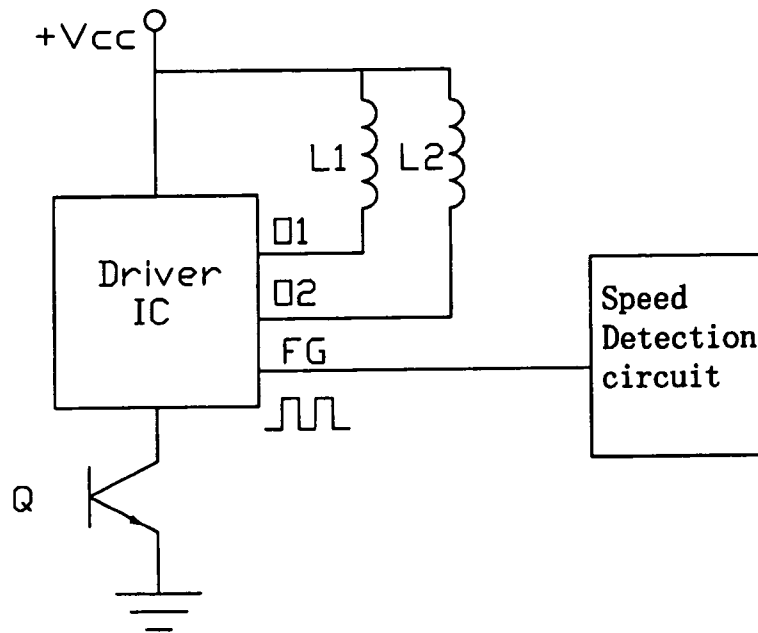 +Vcc
L1
L2
O1
Driver
IC
O2
FG
Speed
Detection
circuit
Q